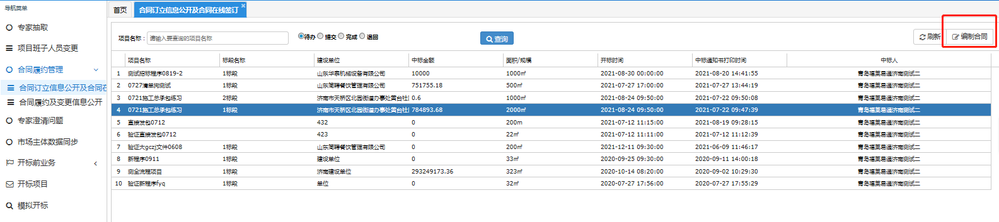 导航菜单
首页
合同订立信息公开及合同在线签订
专家抽取
项目班子人员变更
合同履约管理
合同订立信息公开及合同在
合同履约及变更信息公开
专家澄清问题
市场主体数据同步
开标前业务
开标项目
模拟开标
项目名称： 请输入要查询的项目名称 待办 提交 完成 退回 查询 刷新 编制合同
项目名称 标段名称 建设单位 中标金额 面积/规模 开标时间 中标通知书打印时间 中标人
1 测试招标程序0819-2 1标段 山东华泰机械设备有限公司 10000 1000㎡ 2021-08-30 00:00:00 2021-08-20 14:41:55 青岛福莱易通济南测试二
2 0727清单狗测试 1标段 山东简聘餐饮管理有限公司 751755.18 500㎡ 2021-07-27 17:00:00 2021-07-27 13:44:19 青岛福莱易通济南测试二
3 0721施工总承包练习 2标段 济南市天桥区北园街道办事处黄台社 0.6 1000㎡ 2021-08-24 09:50:00 2021-07-22 09:50:08 青岛福莱易通济南测试二
4 0721施工总承包练习 1标段 济南市天桥区北园街道办事处黄台社 784893.68 2000㎡ 2021-08-24 09:50:00 2021-07-22 09:47:39 青岛福莱易通济南测试二
5 直接发包0712 432 0 200m 2021-07-12 11:15:00 2021-08-19 09:28:15 青岛福莱易通济南测试二
6 验证直接发包0712 423 0 22㎡ 2021-07-12 11:11:00 2021-07-12 11:12:39 青岛福莱易通济南测试二
7 验证大gczj文件0608 1标段 山东简聘餐饮管理有限公司 0 200㎡ 2021-12-11 09:30:00 2021-06-09 11:46:17 青岛福莱易通济南测试二
8 新程序0911 1标段 建设单位 0 33㎡ 2020-09-25 09:30:00 2020-09-11 14:00:18 青岛福莱易通济南测试二
9 测全流程项目 1标段 济南建设单位 293249173.36 323㎡ 2020-10-14 08:20:00 2020-09-02 10:29:30 青岛福莱易通济南测试二
10 验证新程序fyq 1标段 单位 0 32㎡ 2020-07-27 17:56:00 2020-07-27 17:55:29 青岛福莱易通济南测试二